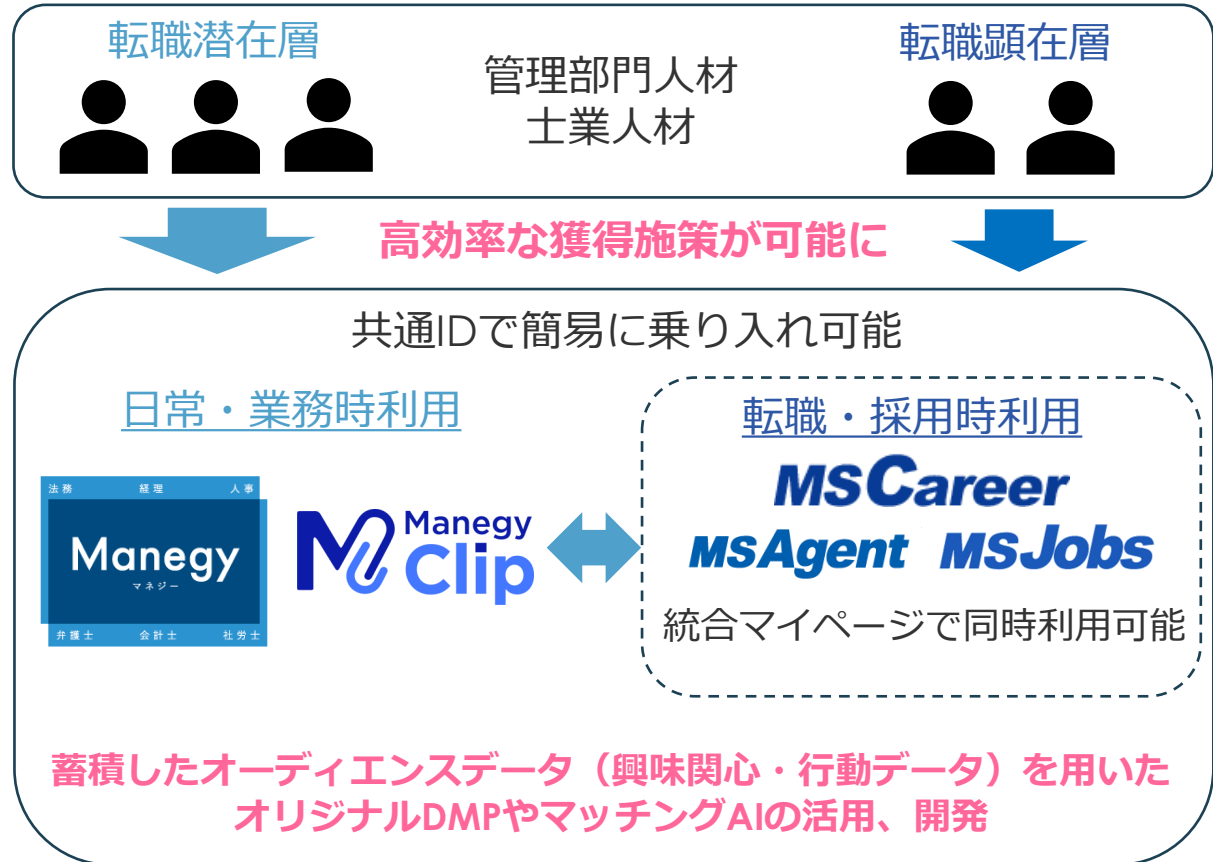 転職潜在層
管理部門人材
士業人材
転職顕在層
高効率な獲得施策が可能に
共通IDで簡易に乗り入れ可能
日常・業務時利用
法務 経理 人事
Manegy
マネジー
弁護士 会計士 社労士
Manegy
Clip
転職・採用時利用
MSCareer
MSAgent MSJobs
統合マイページで同時利用可能
蓄積したオーディエンスデータ（興味関心・行動データ）を用いた
オリジナルDMPやマッチングAIの活用、開発